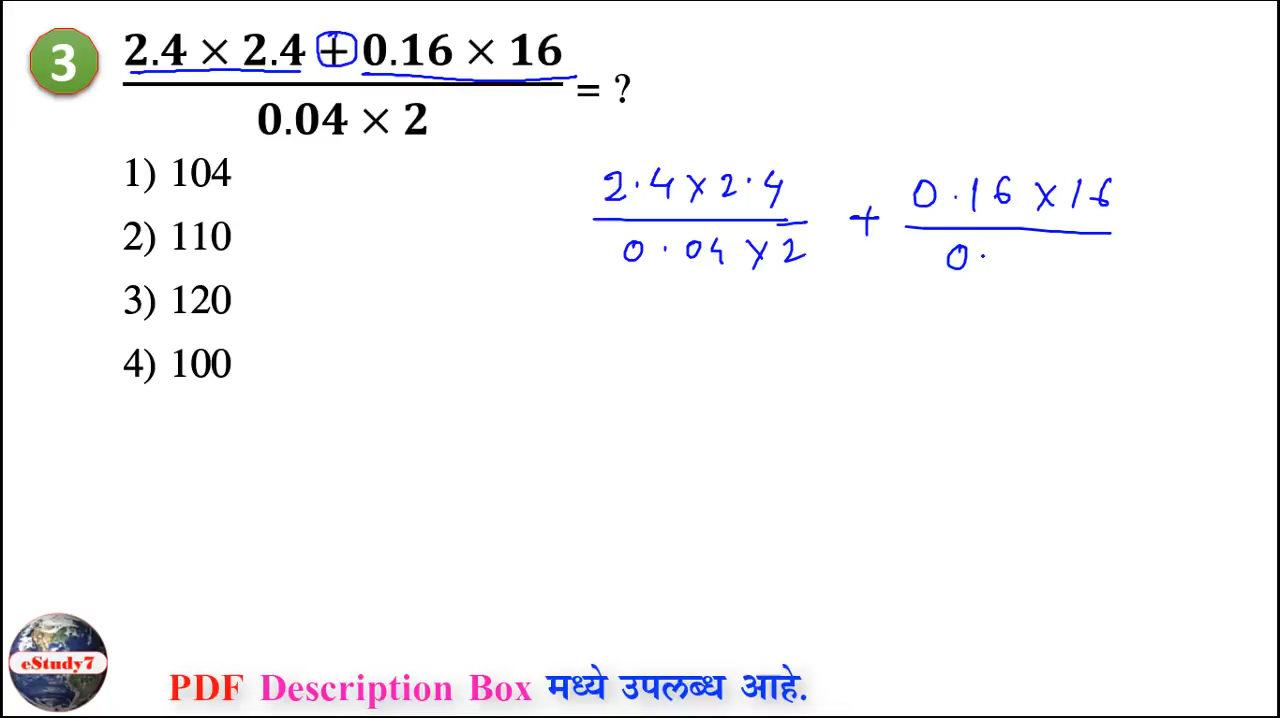 3
2.4 × 2.4 + 0.16 × 16
0.04 × 2
= ?
1) 104
2) 110
3) 120
4) 100
2.4 × 2.4 + 0.16 × 16
0.04 × 2 0.
eStudy7
PDF Description Box मध्ये उपलब्ध आहे.